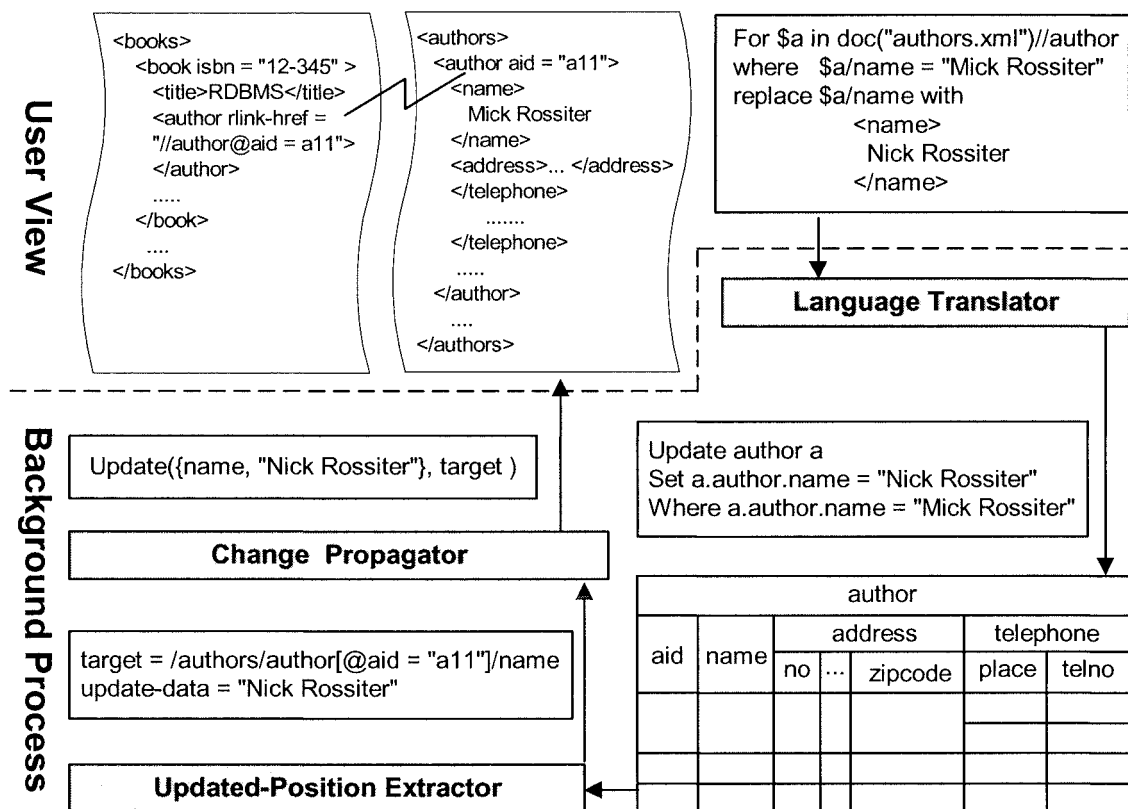 User View
<books>
<book isbn = "12-345" >
<title>RDBMS</title>
<author rlink-href =
"//author@aid = a11">
</author>
.....
</book>
....
</books>
<authors>
<author aid = "a11">
<name>
Mick Rossiter
</name>
<address>... </address>
</telephone>
.......
</telephone>
.....
</author>
....
</authors>
For $a in doc("authors.xml")//author
where $a/name = "Mick Rossiter"
replace $a/name with
<name>
Nick Rossiter
</name>
Language Translator
Background Process
Update({name, "Nick Rossiter"}, target )
Change Propagator
target = /authors/author[@aid = "a11"]/name
update-data = "Nick Rossiter"
Updated-Position Extractor
Update author a
Set a.author.name = "Nick Rossiter"
Where a.author.name = "Mick Rossiter"
author
aid name address telephone
no ... zipcode place telno